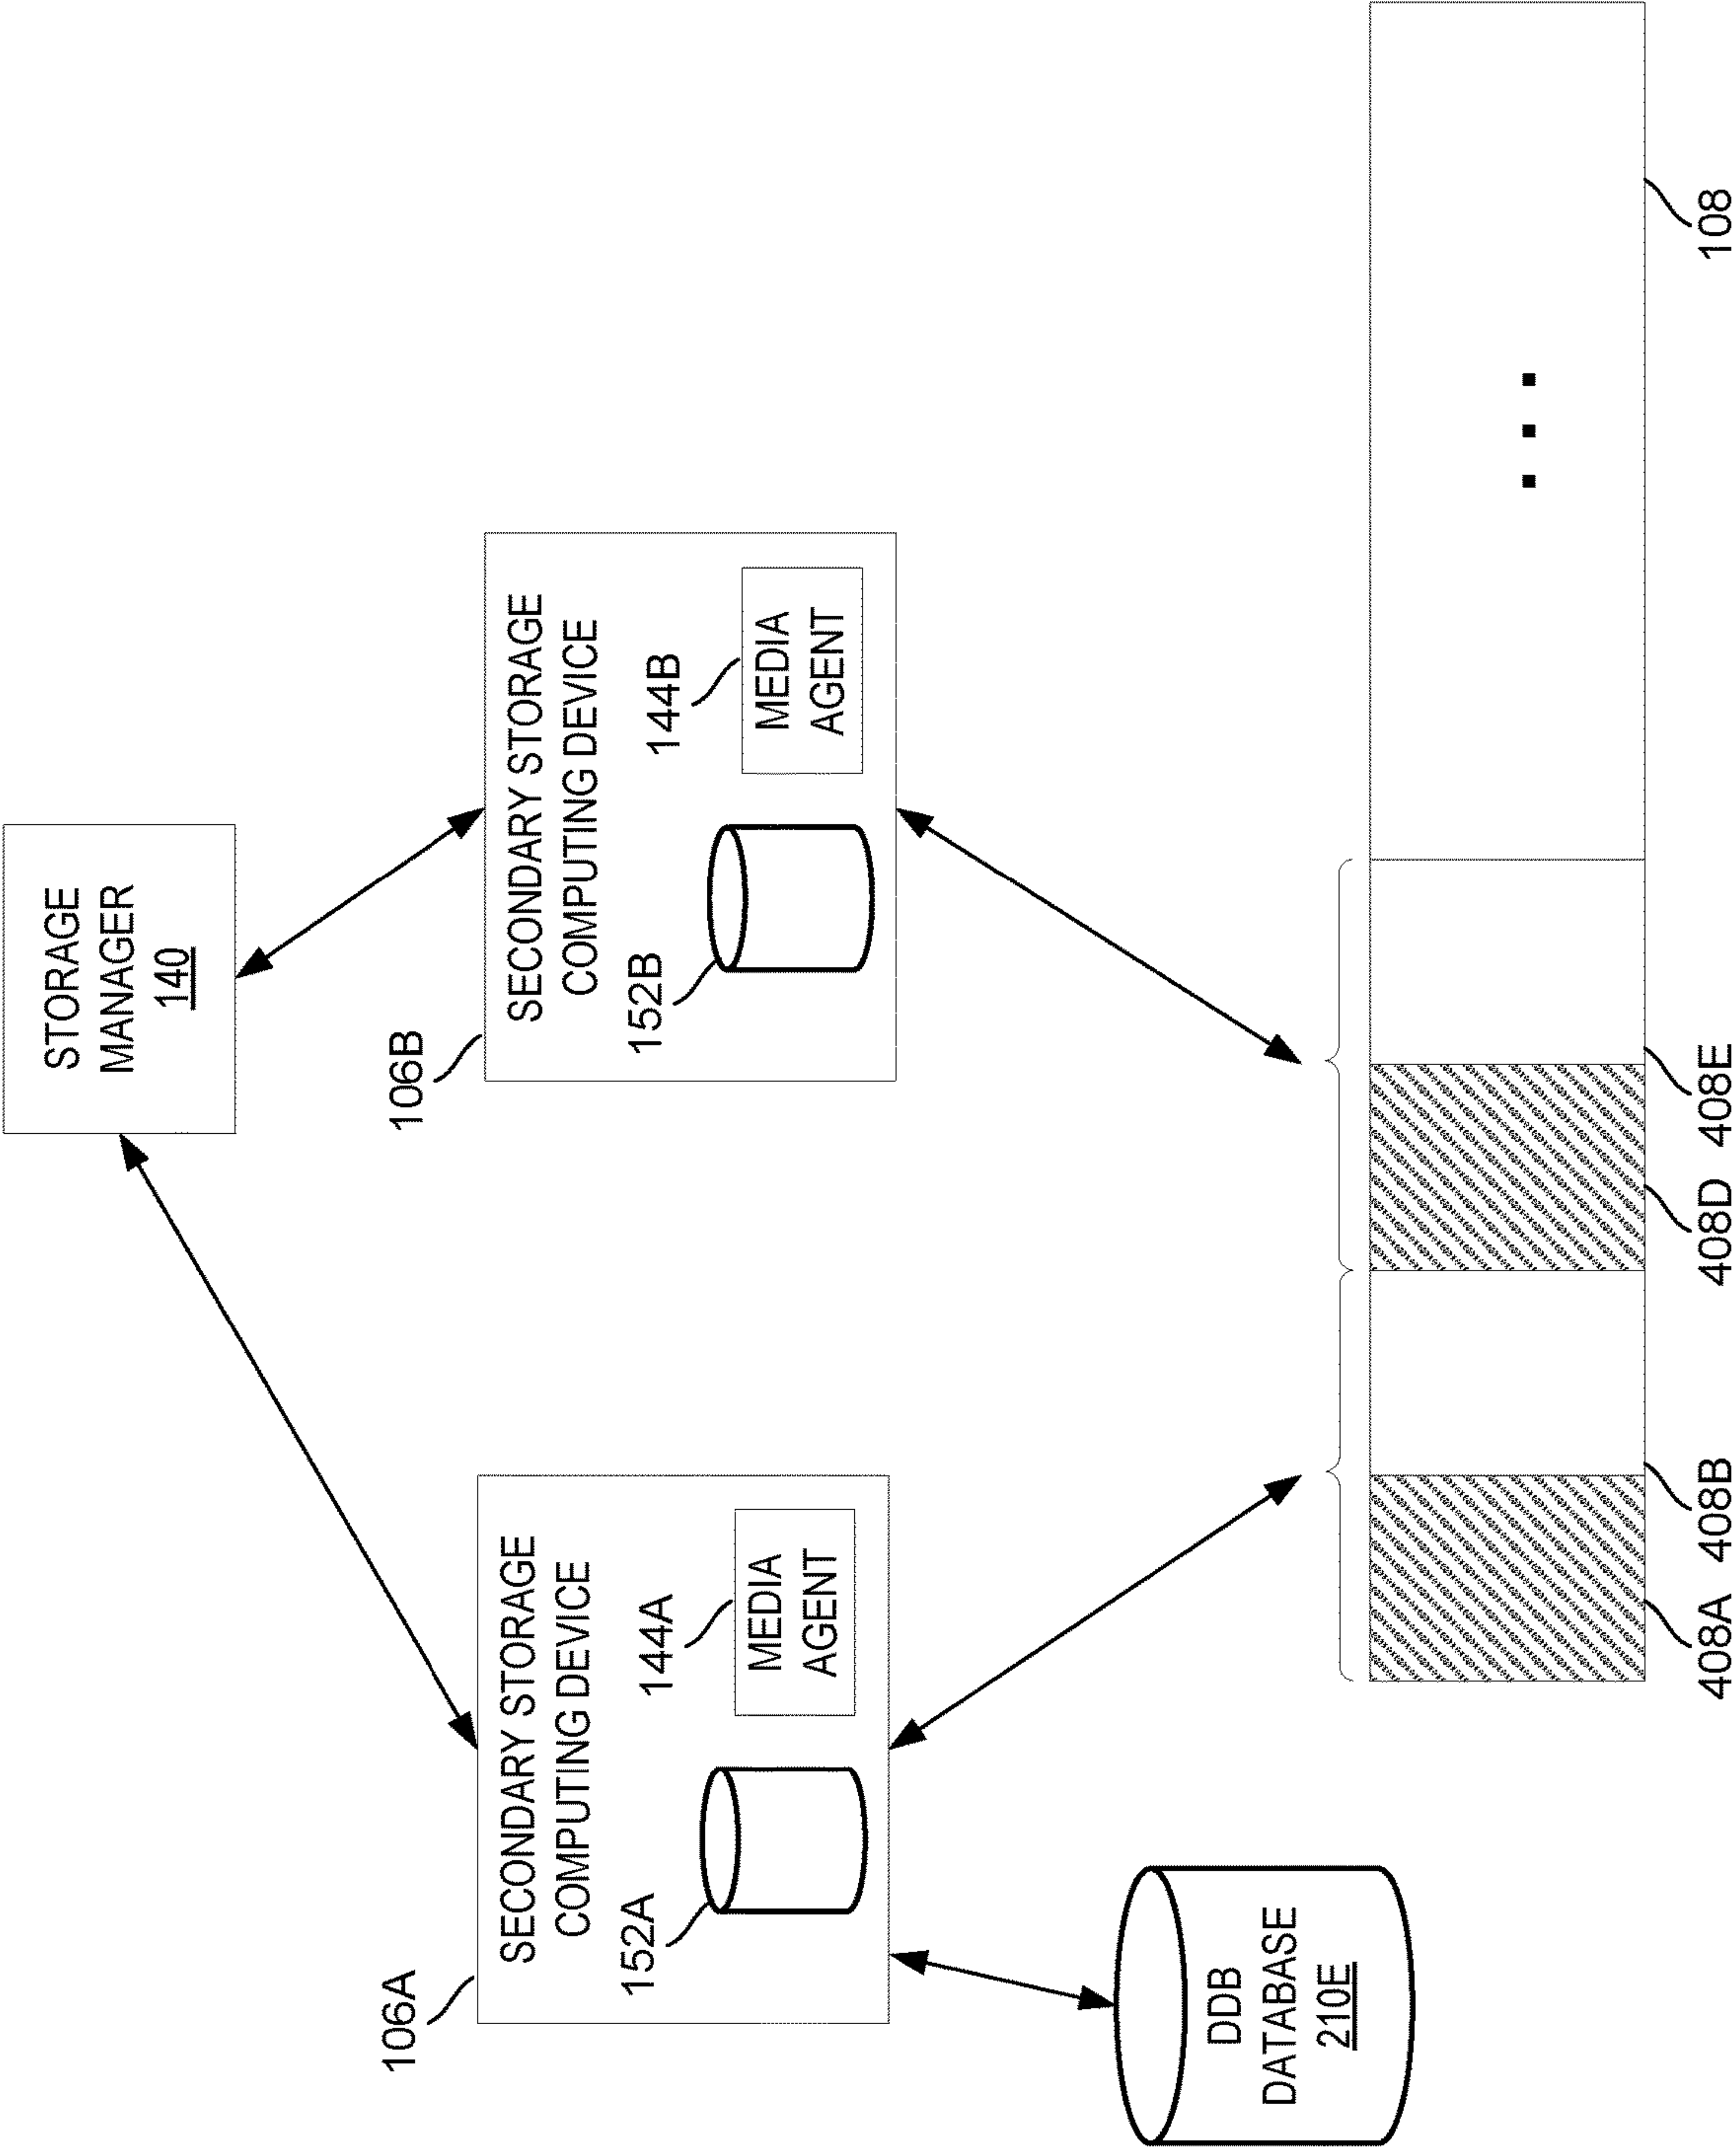 STORAGE
MANAGER
140
106A
SECONDARY STORAGE
COMPUTING DEVICE
152A
144A
MEDIA
AGENT
106B
SECONDARY STORAGE
COMPUTING DEVICE
152B
144B
MEDIA
AGENT
DDB
DATABASE
210E
408A
408B
408D
408E
108